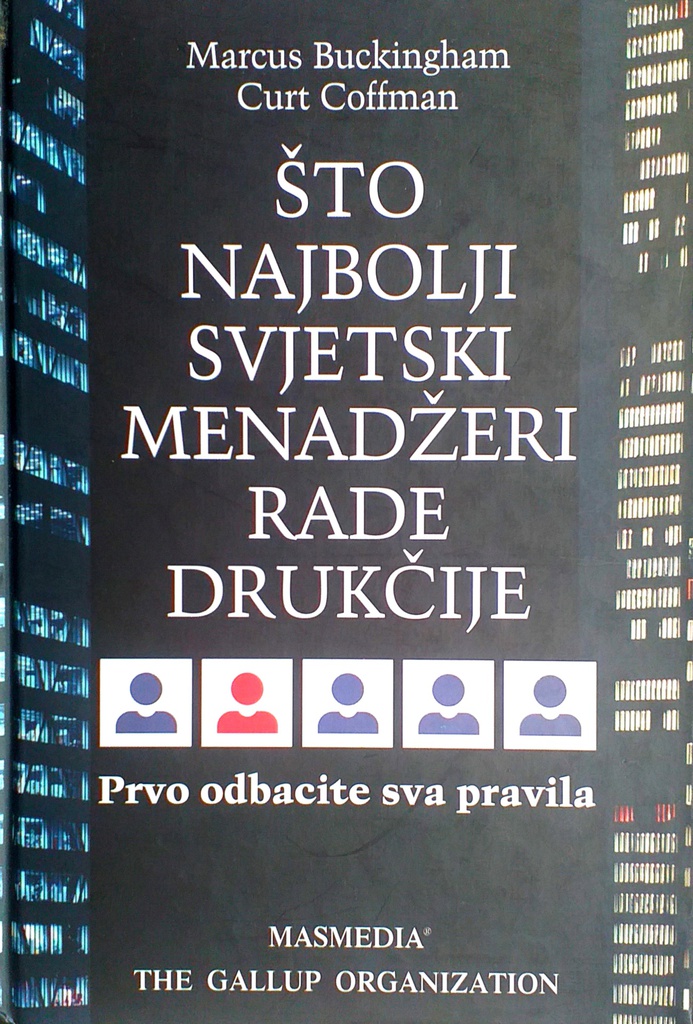 Marcus Buckingham
Curt Coffman
ŠTO
NAJBOLJI
SVJETSKI
MENADŽERI
RADE
DRUKČIJE
Prvo odbacite sva pravila
MASMEDIA®
THE GALLUP ORGANIZATION